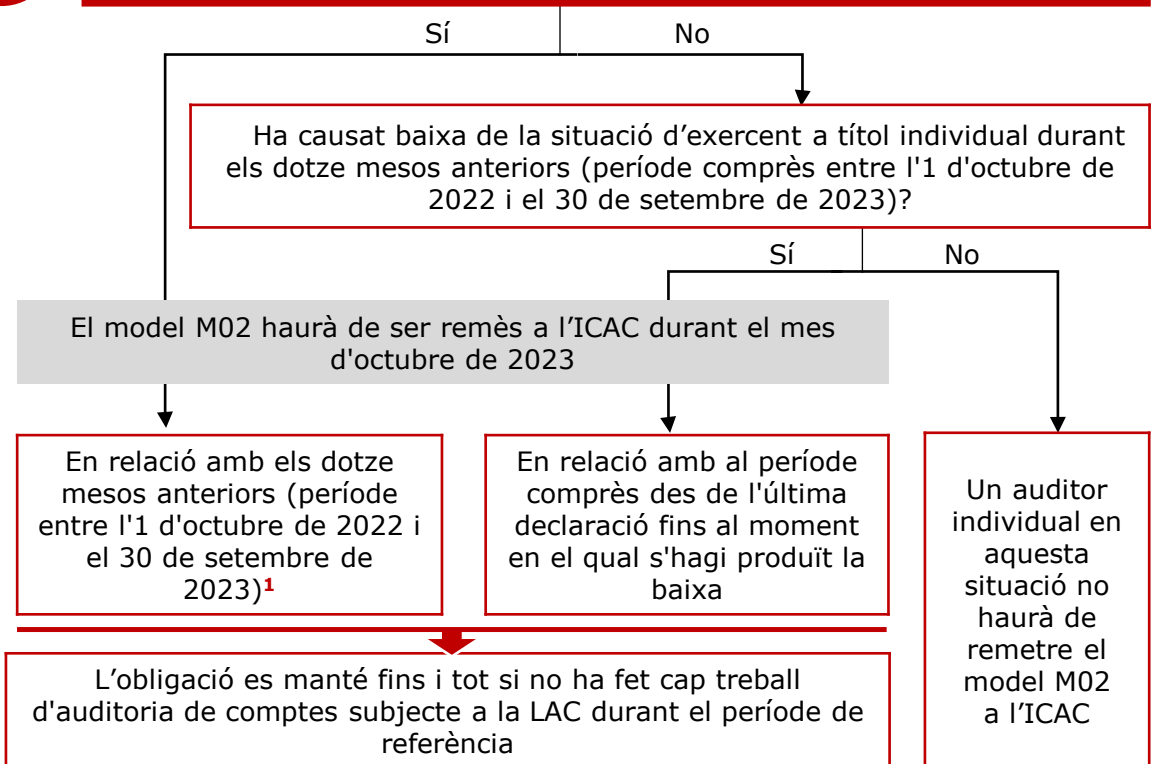 Sí
No
Ha causat baixa de la situació d’exercent a títol individual durant
els dotze mesos anteriors (període comprès entre l'1 d'octubre de
2022 i el 30 de setembre de 2023)?
Sí
No
El model M02 haurà de ser remès a l’ICAC durant el mes
d'octubre de 2023
En relació amb els dotze
mesos anteriors (període
entre l'1 d'octubre de 2022 i
el 30 de setembre de
2023)¹
En relació amb al període
comprès des de l'última
declaració fins al moment
en el qual s'hagi produït la
baixa
Un auditor
individual en
aquesta
situació no
haurà de
remetre el
model M02
a l’ICAC
L’obligació es manté fins i tot si no ha fet cap treball
d'auditoria de comptes subjecte a la LAC durant el període de
referència